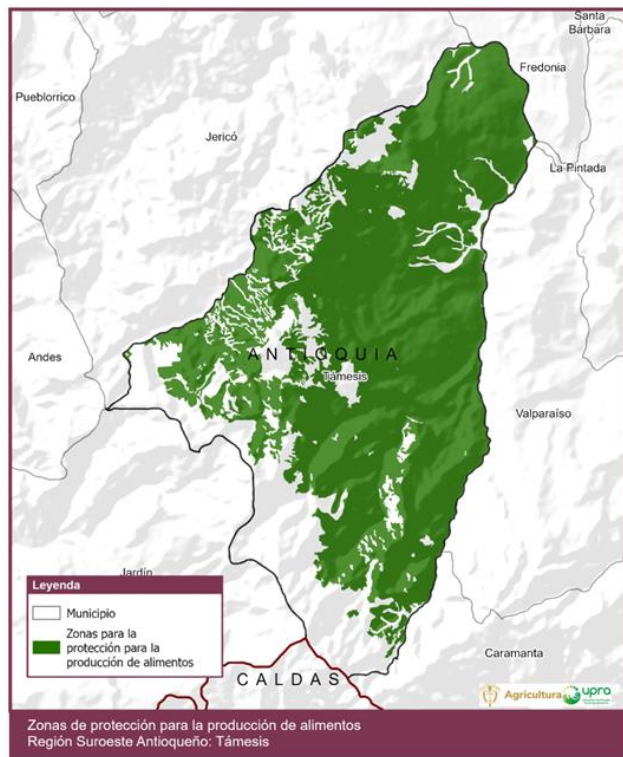 Santa
Bárbara
Fredonia
Pueblorrico
Jericó
La Pintada
Andes
ANTIOQUIA
Támesis
Valparaíso
Jardín
Leyenda
Municipio
Zonas para la
protección para la
producción de alimentos
Caramanta
CALDAS
Agricultura
upra
Zonas de protección para la producción de alimentos
Región Suroeste Antioqueño: Támesis